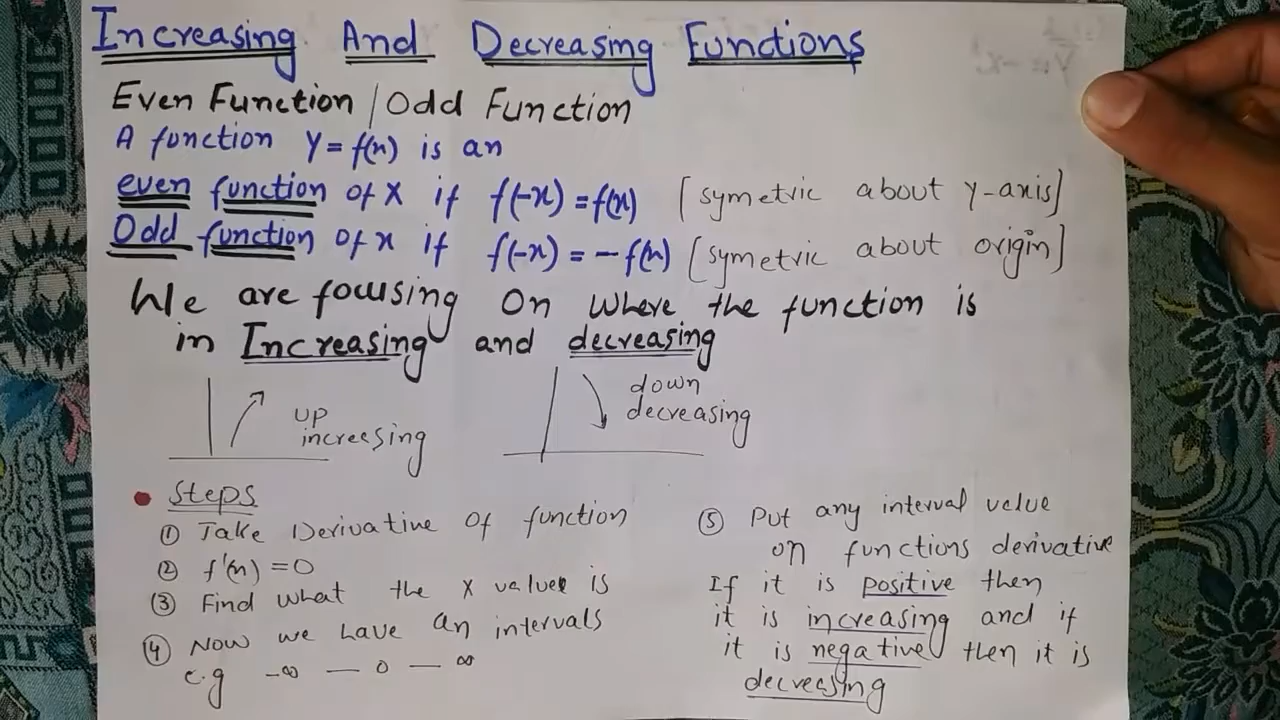 Increasing And Decreasing Functions
Even Function / Odd Function
A function Y = f(x) is an
even function of X if f(-x) = f(x) [symetric about Y-axis]
Odd function of x if f(-x) = -f(x) [symetric about origin]
We are focusing On Where the function is
in Increasing and decreasing
up
increasing
down
decreasing
Steps
① Take Derivative of function
② f'(x) = 0
③ Find what the X value is
④ Now we have an intervals
e.g -∞ — 0 — ∞
⑤ Put any interval value
on functions derivative
If it is positive then
it is increasing and if
it is negative then it is
decreasing